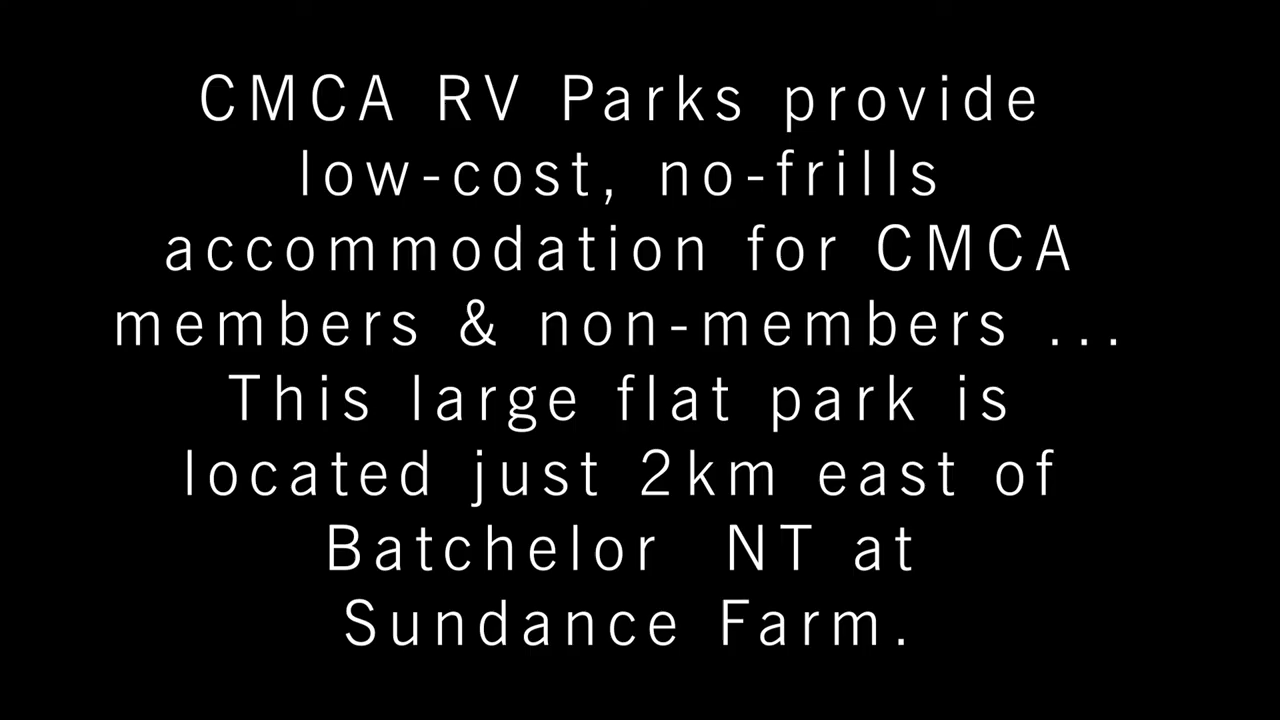 CMCA RV Parks provide
low-cost, no-frills
accommodation for CMCA
members & non-members ...
This large flat park is
located just 2km east of
Batchelor  NT at
Sundance Farm.